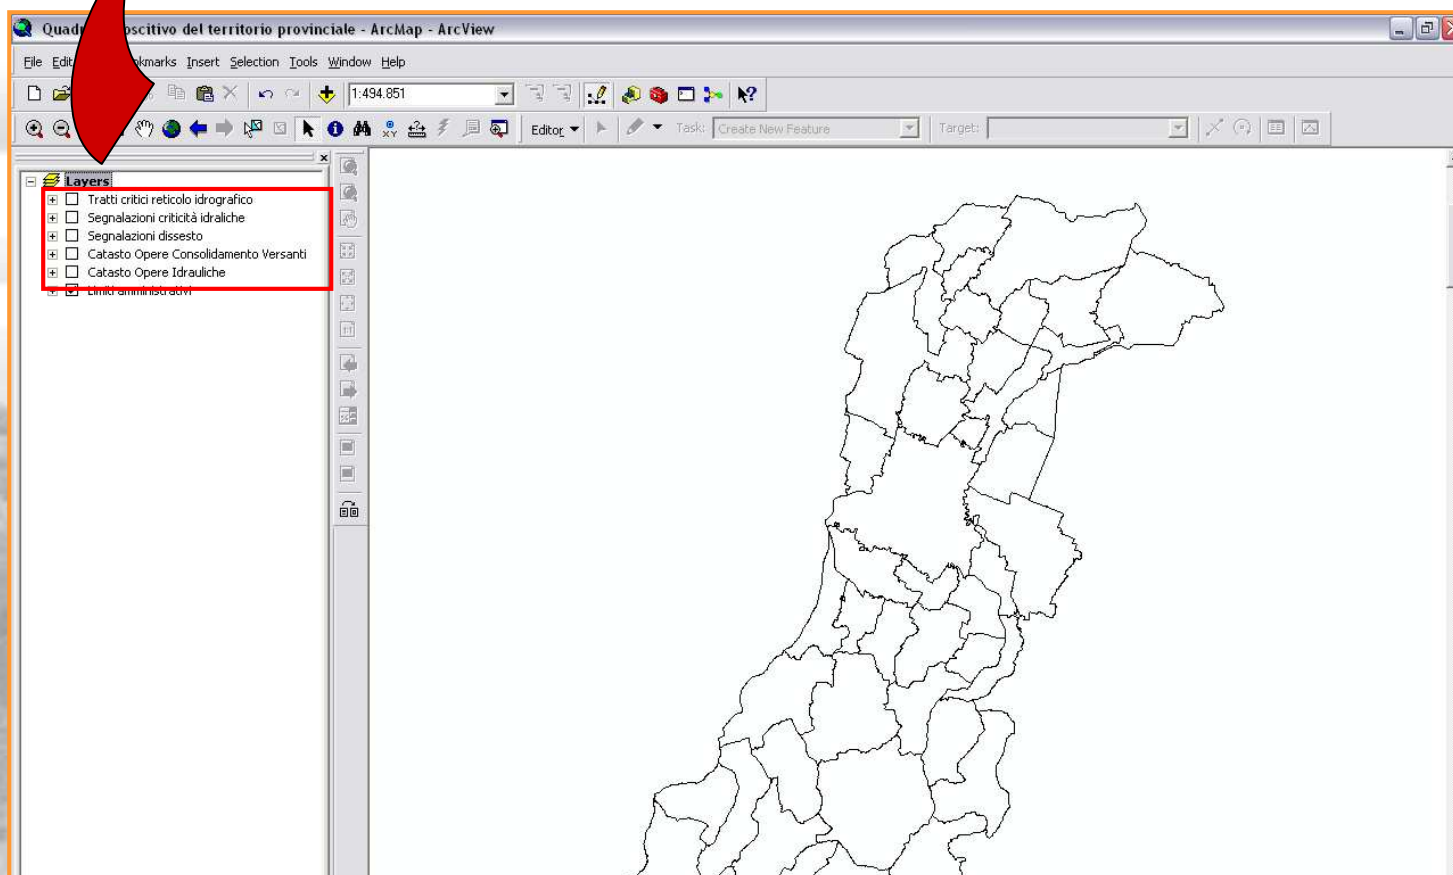 Quad oscitivo del territorio provinciale - ArcMap - ArcView
File Edit okmarks Insert Selection Tools Window Help
1:494.851
Editor Task: Create New Feature Target:
Layers
Tratti critici reticolo idrografico
Segnalazioni criticità idraliche
Segnalazioni dissesto
Catasto Opere Consolidamento Versanti
Catasto Opere Idrauliche
Limiti amministrativi